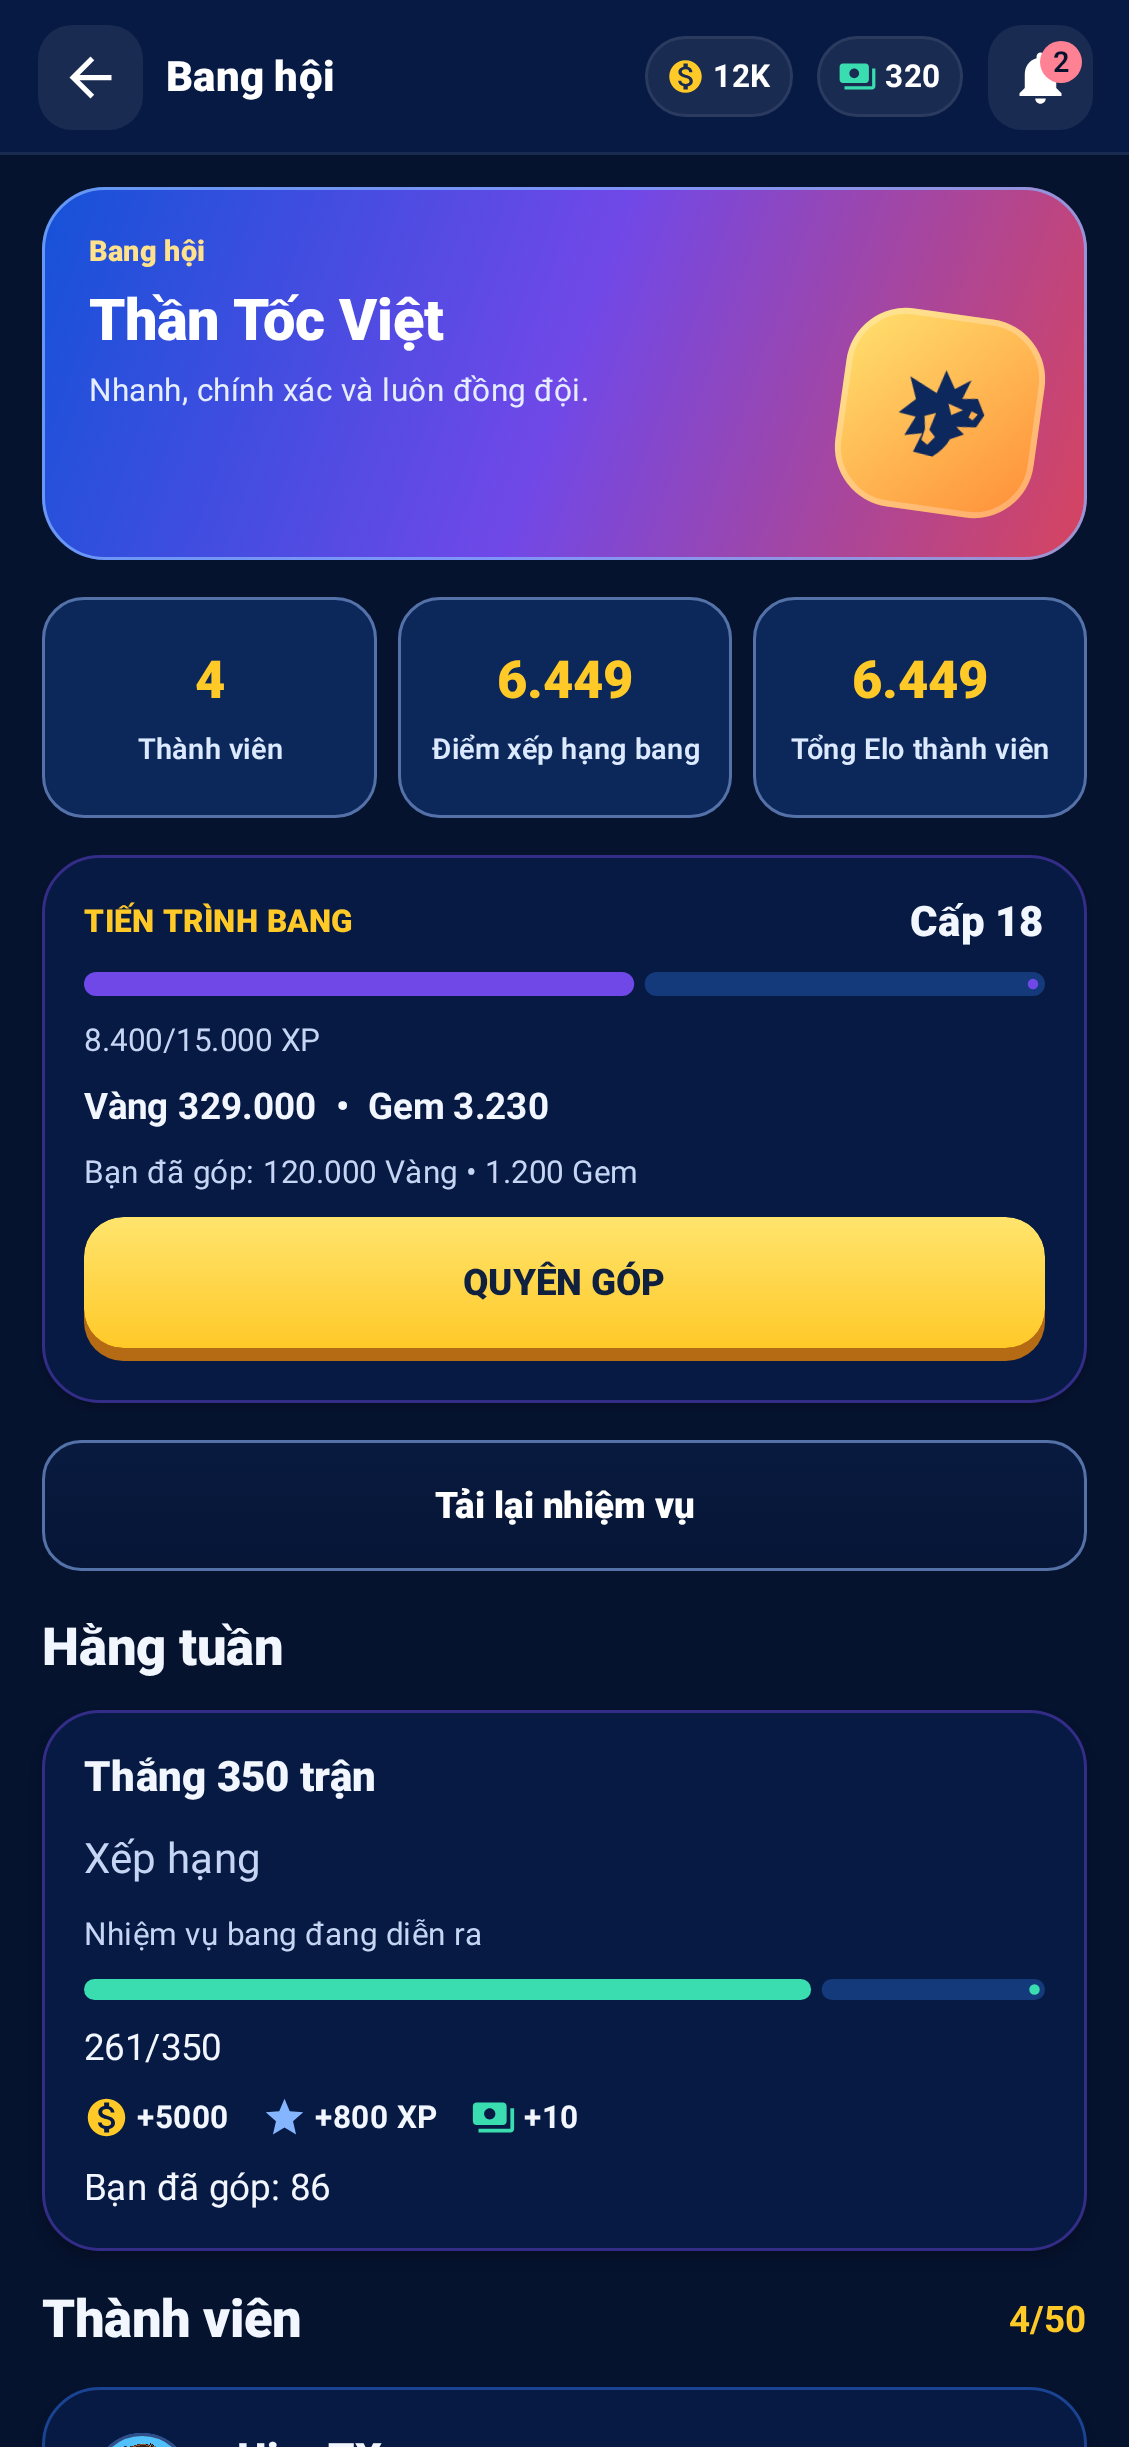 Bang hội
12K
320
2
Bang hội
Thần Tốc Việt
Nhanh, chính xác và luôn đồng đội.
4
Thành viên
6.449
Điểm xếp hạng bang
6.449
Tổng Elo thành viên
TIẾN TRÌNH BANG
Cấp 18
8.400/15.000 XP
Vàng 329.000 • Gem 3.230
Bạn đã góp: 120.000 Vàng • 1.200 Gem
QUYÊN GÓP
Tải lại nhiệm vụ
Hằng tuần
Thắng 350 trận
Xếp hạng
Nhiệm vụ bang đang diễn ra
261/350
+5000 +800 XP +10
Bạn đã góp: 86
Thành viên
4/50